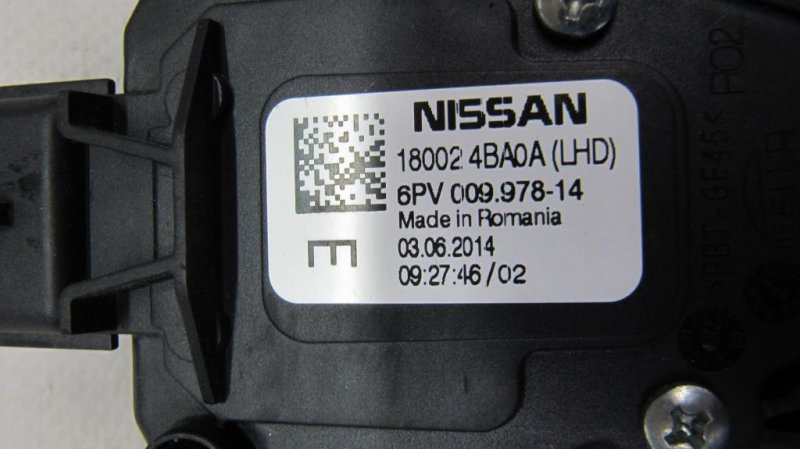 NISSAN
18002 4BA0A (LHD)
6PV 009.978-14
Made in Romania
03.06.2014
09:27:46/02
E